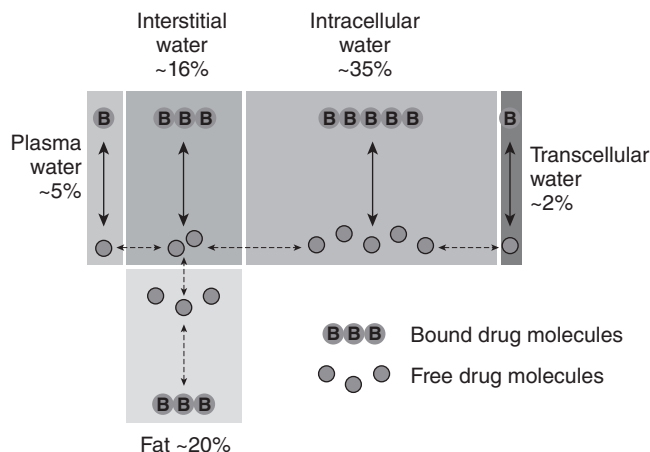 Interstitial
water
~16%
Intracellular
water
~35%
Plasma
water
~5%
B
B B B
B B B B B
B
Transcellular
water
~2%
B B B
Bound drug molecules
Free drug molecules
B B B
Fat ~20%